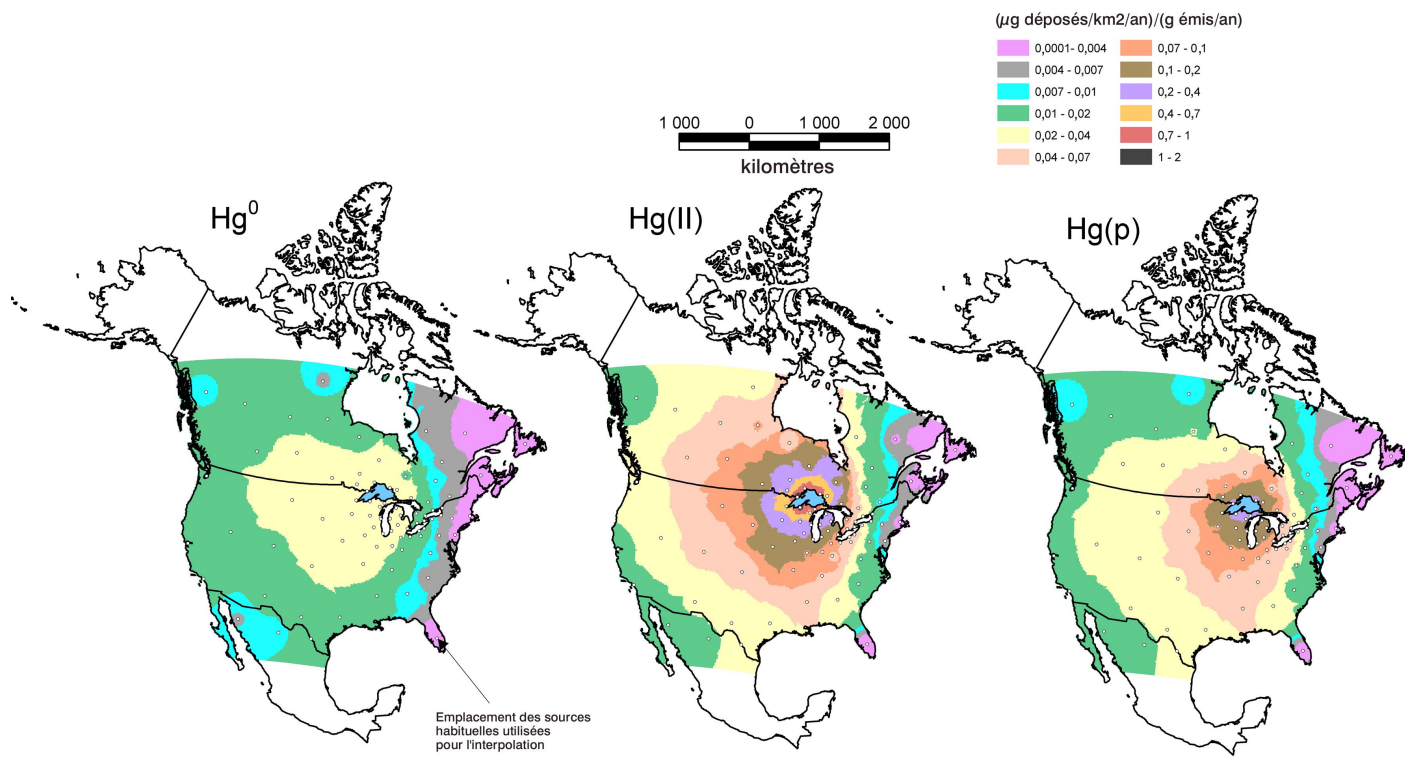 (µg déposés/km2/an)/(g émis/an)
0,0001- 0,004
0,004 - 0,007
0,007 - 0,01
0,01 - 0,02
0,02 - 0,04
0,04 - 0,07
0,07 - 0,1
0,1 - 0,2
0,2 - 0,4
0,4 - 0,7
0,7 - 1
1 - 2
1 000 0 1 000 2 000
kilomètres
Hg⁰
Hg(II)
Hg(p)
Emplacement des sources
habituelles utilisées
pour l'interpolation